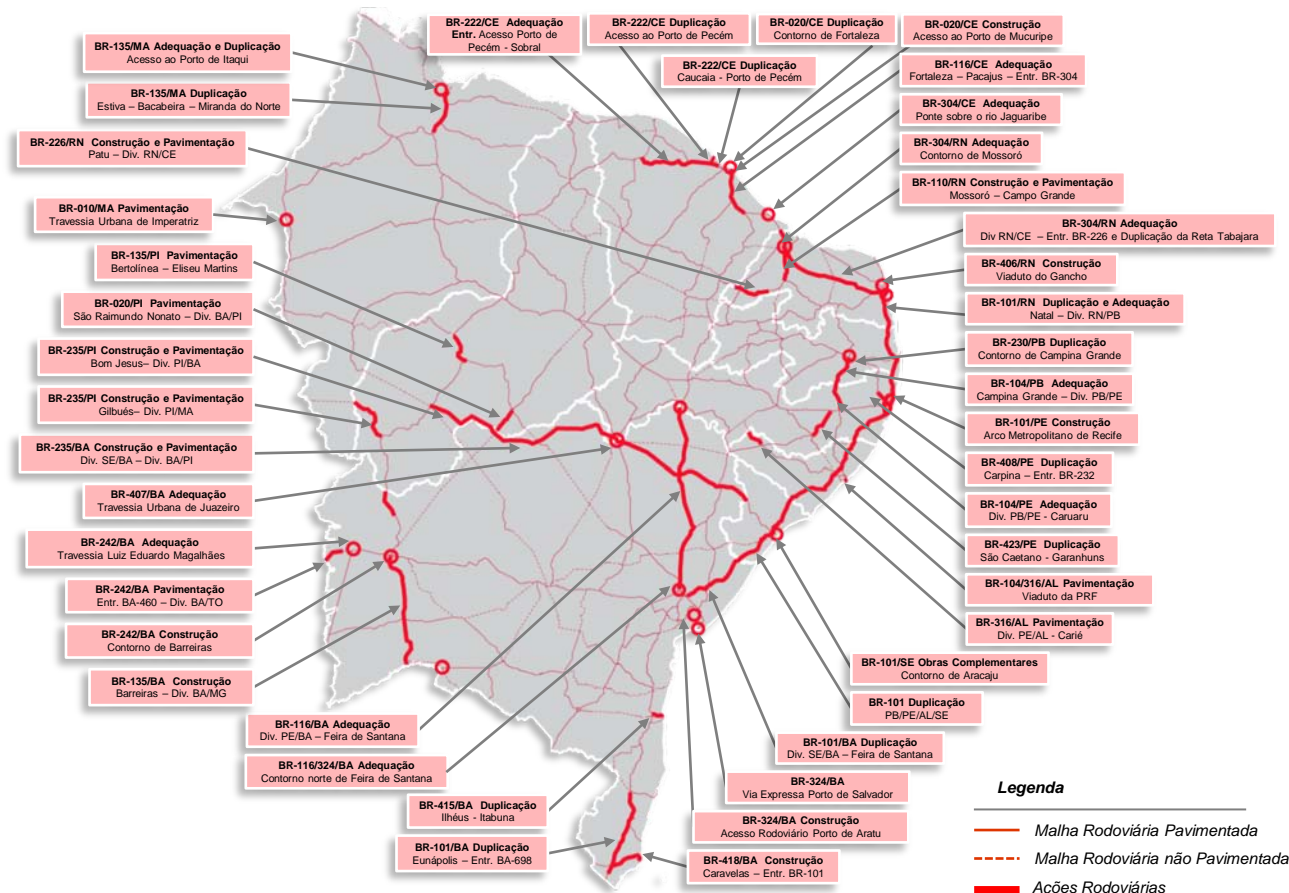 BR-222/CE Adequação
Entr. Acesso Porto de
Pecém - Sobral
BR-222/CE Duplicação
Acesso ao Porto de Pecém
BR-020/CE Duplicação
Contorno de Fortaleza
BR-020/CE Construção
Acesso ao Porto de Mucuripe
BR-135/MA Adequação e Duplicação
Acesso ao Porto de Itaqui
BR-222/CE Duplicação
Caucaia - Porto de Pecém
BR-116/CE Adequação
Fortaleza – Pacajus – Entr. BR-304
BR-135/MA Duplicação
Estiva – Bacabeira – Miranda do Norte
BR-304/CE Adequação
Ponte sobre o rio Jaguaribe
BR-226/RN Construção e Pavimentação
Patu – Div. RN/CE
BR-304/RN Adequação
Contorno de Mossoró
BR-110/RN Construção e Pavimentação
Mossoró – Campo Grande
BR-010/MA Pavimentação
Travessia Urbana de Imperatriz
BR-304/RN Adequação
Div RN/CE – Entr. BR-226 e Duplicação da Reta Tabajara
BR-135/PI Pavimentação
Bertolínea – Eliseu Martins
BR-406/RN Construção
Viaduto do Gancho
BR-020/PI Pavimentação
São Raimundo Nonato – Div. BA/PI
BR-101/RN Duplicação e Adequação
Natal – Div. RN/PB
BR-235/PI Construção e Pavimentação
Bom Jesus– Div. PI/BA
BR-230/PB Duplicação
Contorno de Campina Grande
BR-235/PI Construção e Pavimentação
Gilbués– Div. PI/MA
BR-104/PB Adequação
Campina Grande – Div. PB/PE
BR-101/PE Construção
Arco Metropolitano de Recife
BR-235/BA Construção e Pavimentação
Div. SE/BA – Div. BA/PI
BR-408/PE Duplicação
Carpina – Entr. BR-232
BR-407/BA Adequação
Travessia Urbana de Juazeiro
BR-104/PE Adequação
Div. PB/PE - Caruaru
BR-242/BA Adequação
Travessia Luiz Eduardo Magalhães
BR-423/PE Duplicação
São Caetano - Garanhuns
BR-242/BA Pavimentação
Entr. BA-460 – Div. BA/TO
BR-104/316/AL Pavimentação
Viaduto da PRF
BR-242/BA Construção
Contorno de Barreiras
BR-316/AL Pavimentação
Div. PE/AL - Carié
BR-135/BA Construção
Barreiras – Div. BA/MG
BR-101/SE Obras Complementares
Contorno de Aracaju
BR-101 Duplicação
PB/PE/AL/SE
BR-116/BA Adequação
Div. PE/BA – Feira de Santana
BR-101/BA Duplicação
Div. SE/BA – Feira de Santana
BR-116/324/BA Adequação
Contorno norte de Feira de Santana
BR-324/BA
Via Expressa Porto de Salvador
BR-415/BA Duplicação
Ilhéus - Itabuna
BR-324/BA Construção
Acesso Rodoviário Porto de Aratu
BR-101/BA Duplicação
Eunápolis – Entr. BA-698
BR-418/BA Construção
Caravelas – Entr. BR-101
Legenda
Malha Rodoviária Pavimentada
Malha Rodoviária não Pavimentada
Ações Rodoviárias